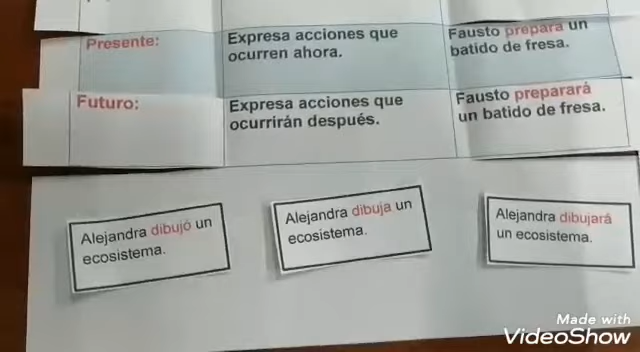 Presente:
Expresa acciones que
ocurren ahora.
Fausto prepara un
batido de fresa.
Futuro:
Expresa acciones que
ocurrirán después.
Fausto preparará
un batido de fresa.
Alejandra dibujó un
ecosistema.
Alejandra dibuja un
ecosistema.
Alejandra dibujará
un ecosistema.
Made with
VideoShow